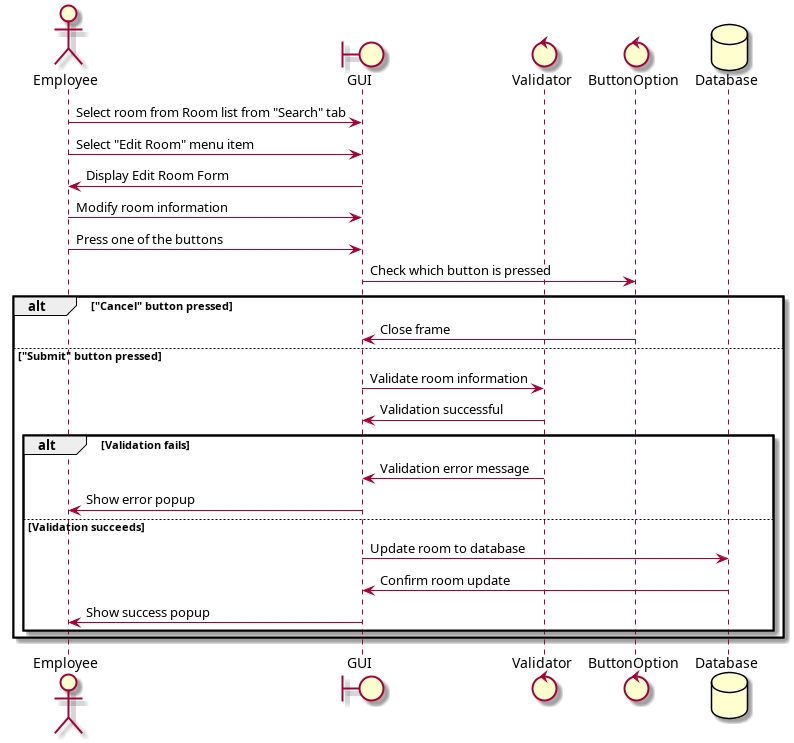 Employee
GUI
Validator
ButtonOption
Database
Select room from Room list from "Search" tab
Select "Edit Room" menu item
Display Edit Room Form
Modify room information
Press one of the buttons
Check which button is pressed
alt ["Cancel" button pressed]
Close frame
["Submit" button pressed]
Validate room information
Validation successful
alt [Validation fails]
Validation error message
Show error popup
[Validation succeeds]
Update room to database
Confirm room update
Show success popup
Employee
GUI
Validator
ButtonOption
Database